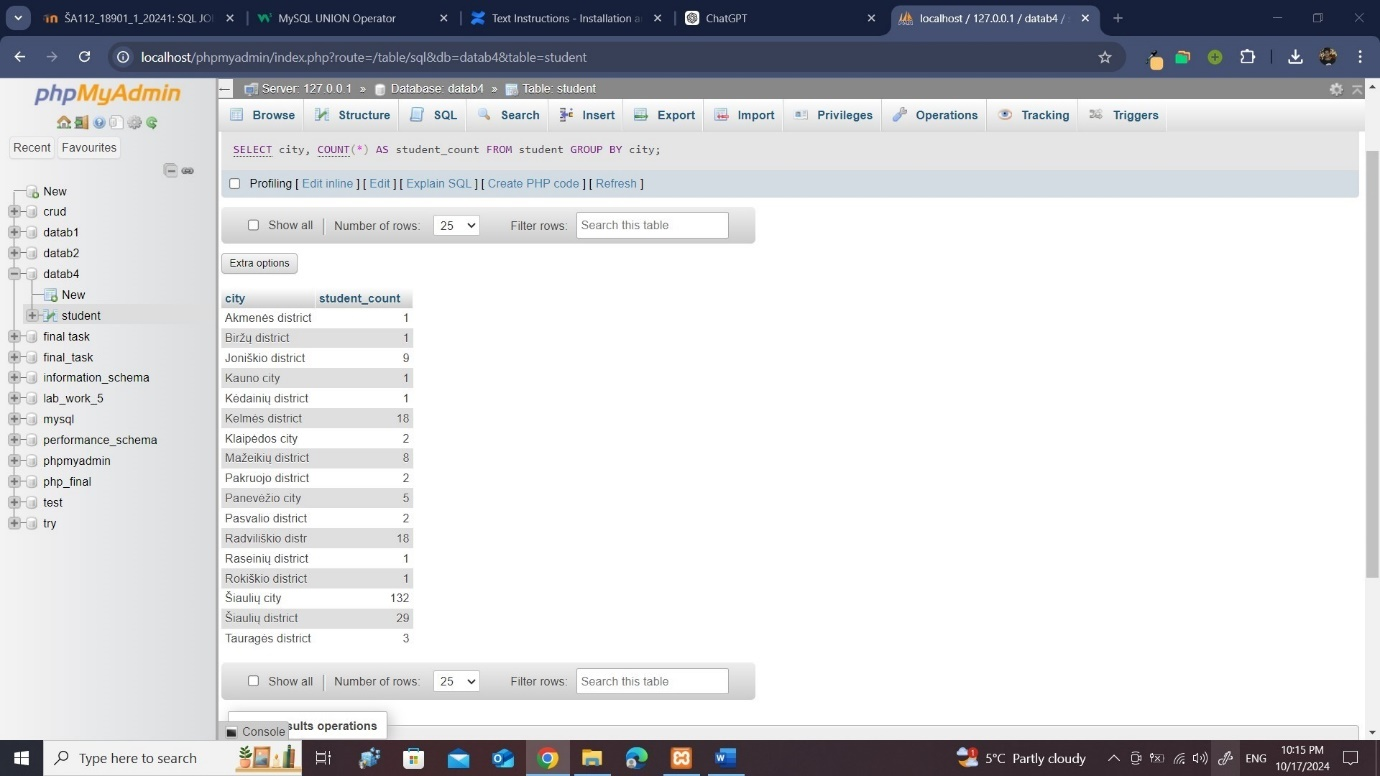 ŠA112_18901_1_20241: SQL JO
MySQL UNION Operator
Text Instructions - Installation a
ChatGPT
localhost / 127.0.0.1 / datab4 /
localhost/phpmyadmin/index.php?route=/table/sql&db=datab4&table=student
phpMyAdmin
Recent Favourites
New
crud
datab1
datab2
datab4
New
student
final task
final_task
information_schema
lab_work_5
mysql
performance_schema
phpmyadmin
php_final
test
try
Server: 127.0.0.1 » Database: datab4 » Table: student
Browse Structure SQL Search Insert Export Import Privileges Operations Tracking Triggers
SELECT city, COUNT(*) AS student_count FROM student GROUP BY city;
Profiling [ Edit inline ] [ Edit ] [ Explain SQL ] [ Create PHP code ] [ Refresh ]
Show all Number of rows: 25 Filter rows: Search this table
Extra options
city student_count
Akmenės district 1
Biržų district 1
Joniškio district 9
Kauno city 1
Kėdainių district 1
Kelmės district 18
Klaipėdos city 2
Mažeikių district 8
Pakruojo district 2
Panevėžio city 5
Pasvalio district 2
Radviliškio distr 18
Raseinių district 1
Rokiškio district 1
Šiaulių city 132
Šiaulių district 29
Tauragės district 3
Show all Number of rows: 25 Filter rows: Search this table
sults operations
Console
Type here to search
5°C Partly cloudy
ENG
10:15 PM
10/17/2024